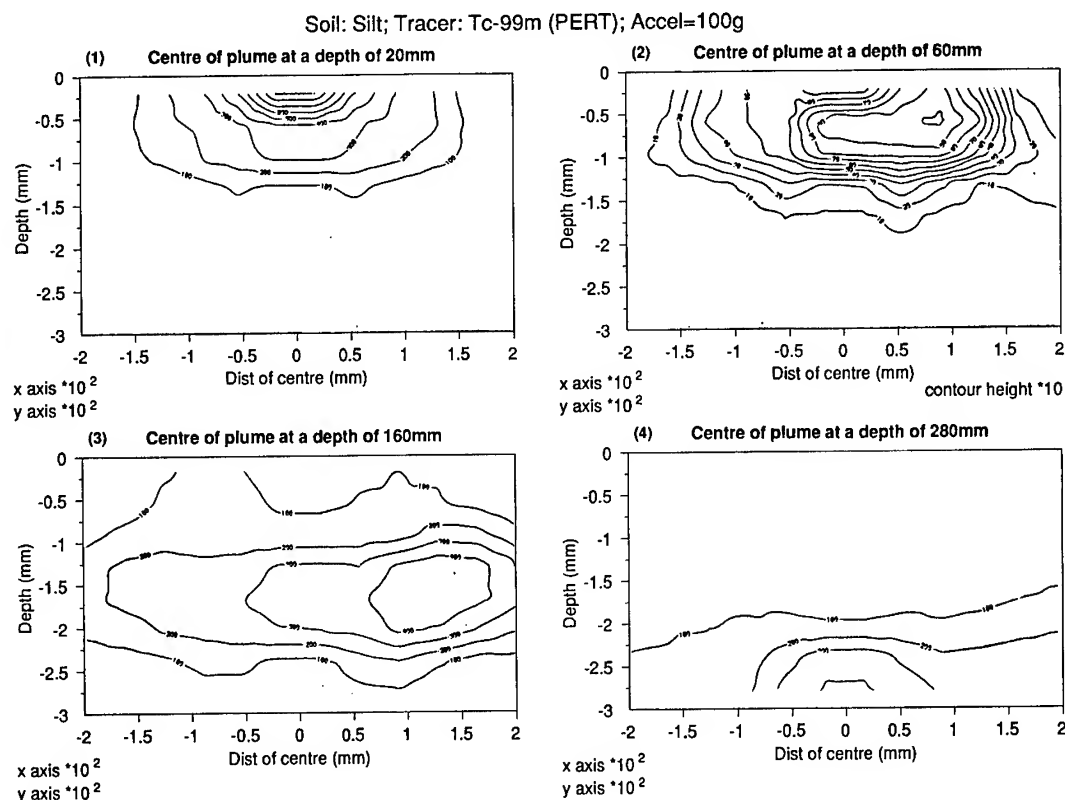 Soil: Silt; Tracer: Tc-99m (PERT); Accel=100g
(1) Centre of plume at a depth of 20mm
0
-0.5
-1
-1.5
-2
-2.5
-3
Depth (mm)
-2 -1.5 -1 -0.5 0 0.5 1 1.5 2
Dist of centre (mm)
x axis *10 2
y axis *10 2
(2) Centre of plume at a depth of 60mm
0
-0.5
-1
-1.5
-2
-2.5
-3
Depth (mm)
-2 -1.5 -1 -0.5 0 0.5 1 1.5 2
Dist of centre (mm)
x axis *10 2
y axis *10 2
contour height *10
(3) Centre of plume at a depth of 160mm
0
-0.5
-1
-1.5
-2
-2.5
-3
Depth (mm)
-2 -1.5 -1 -0.5 0 0.5 1 1.5 2
Dist of centre (mm)
x axis *10 2
y axis *10 2
(4) Centre of plume at a depth of 280mm
0
-0.5
-1
-1.5
-2
-2.5
-3
Depth (mm)
-2 -1.5 -1 -0.5 0 0.5 1 1.5 2
Dist of centre (mm)
x axis *10 2
y axis *10 2